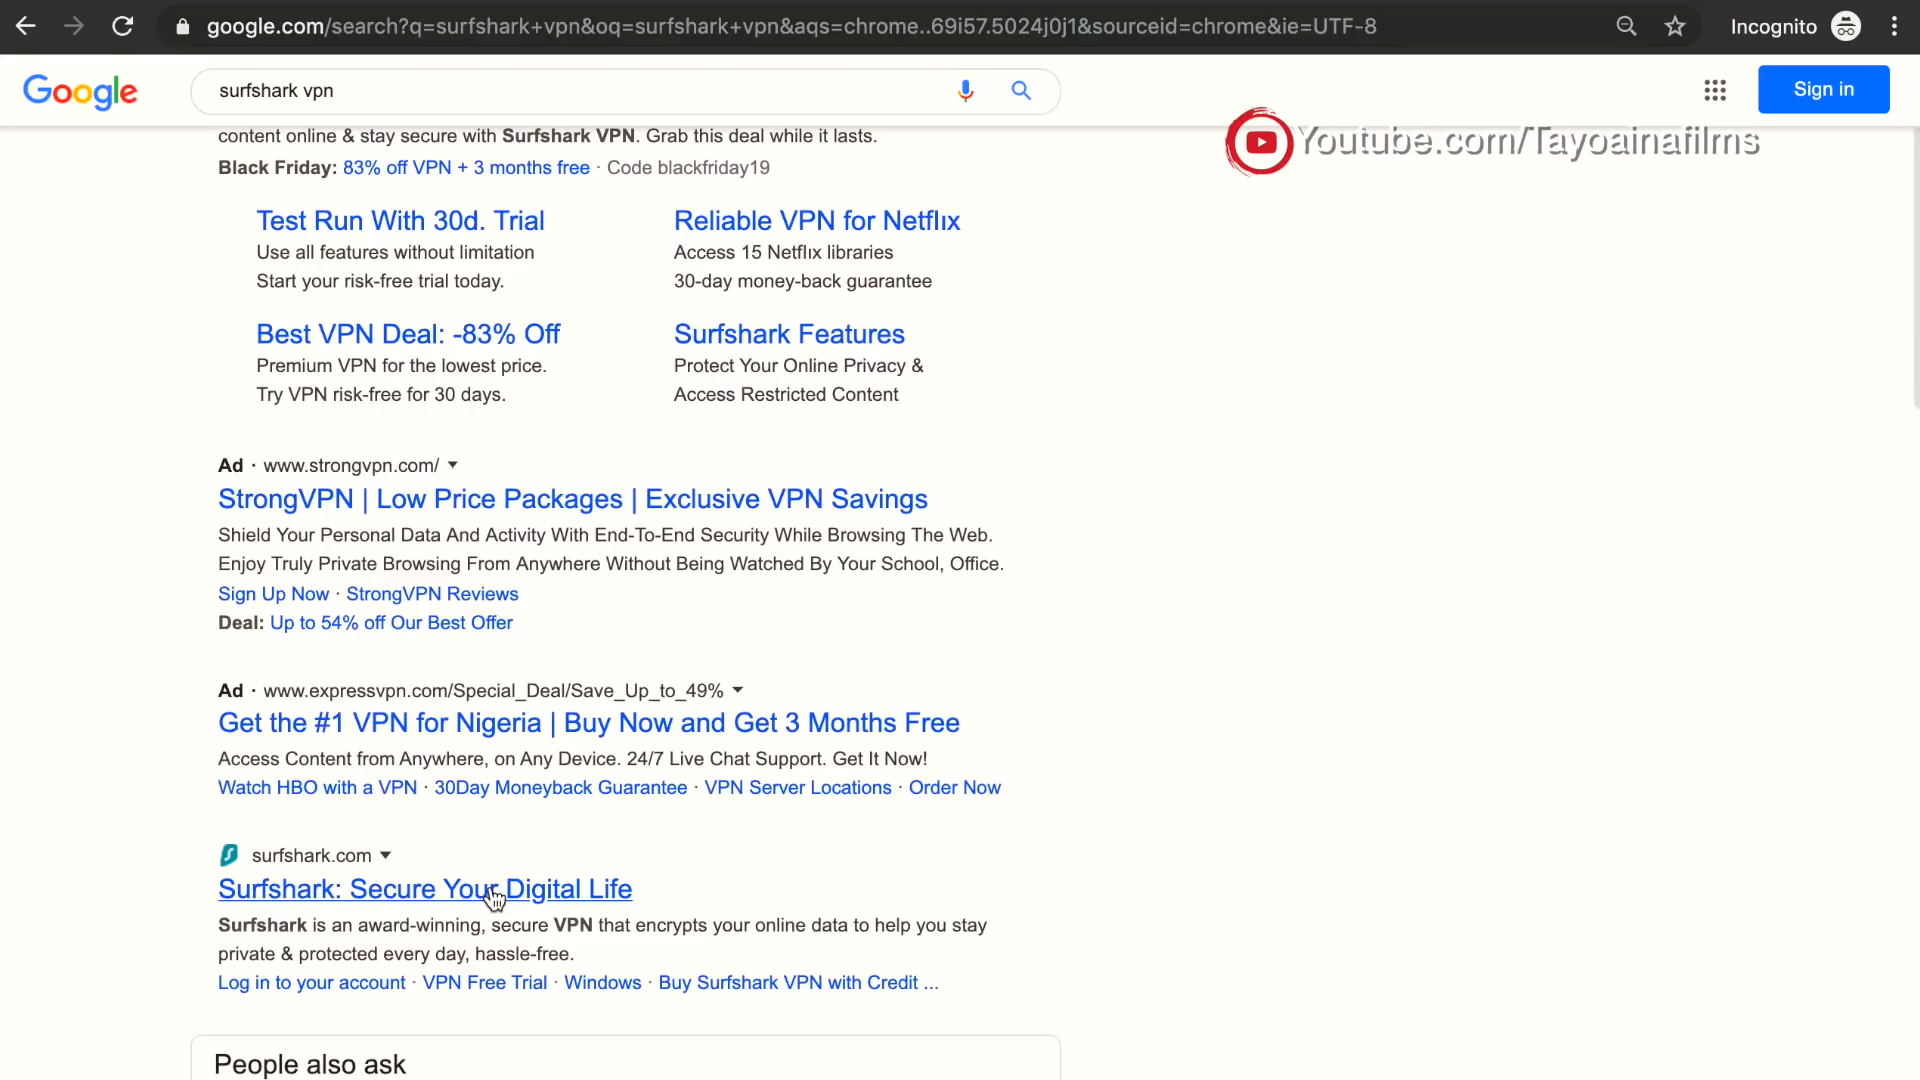 google.com/search?q=surfshark+vpn&oq=surfshark+vpn&aqs=chrome..69i57.5024j0j1&sourceid=chrome&ie=UTF-8
Incognito
Google
surfshark vpn
Sign in
Youtube.com/Tayoainafilms
content online & stay secure with Surfshark VPN. Grab this deal while it lasts.
Black Friday: 83% off VPN + 3 months free · Code blackfriday19
Test Run With 30d. Trial
Use all features without limitation
Start your risk-free trial today.
Reliable VPN for Netflıx
Access 15 Netflıx libraries
30-day money-back guarantee
Best VPN Deal: -83% Off
Premium VPN for the lowest price.
Try VPN risk-free for 30 days.
Surfshark Features
Protect Your Online Privacy &
Access Restricted Content
Ad · www.strongvpn.com/
StrongVPN | Low Price Packages | Exclusive VPN Savings
Shield Your Personal Data And Activity With End-To-End Security While Browsing The Web.
Enjoy Truly Private Browsing From Anywhere Without Being Watched By Your School, Office.
Sign Up Now · StrongVPN Reviews
Deal: Up to 54% off Our Best Offer
Ad · www.expressvpn.com/Special_Deal/Save_Up_to_49%
Get the #1 VPN for Nigeria | Buy Now and Get 3 Months Free
Access Content from Anywhere, on Any Device. 24/7 Live Chat Support. Get It Now!
Watch HBO with a VPN · 30Day Moneyback Guarantee · VPN Server Locations · Order Now
surfshark.com
Surfshark: Secure Your Digital Life
Surfshark is an award-winning, secure VPN that encrypts your online data to help you stay
private & protected every day, hassle-free.
Log in to your account · VPN Free Trial · Windows · Buy Surfshark VPN with Credit ...
People also ask